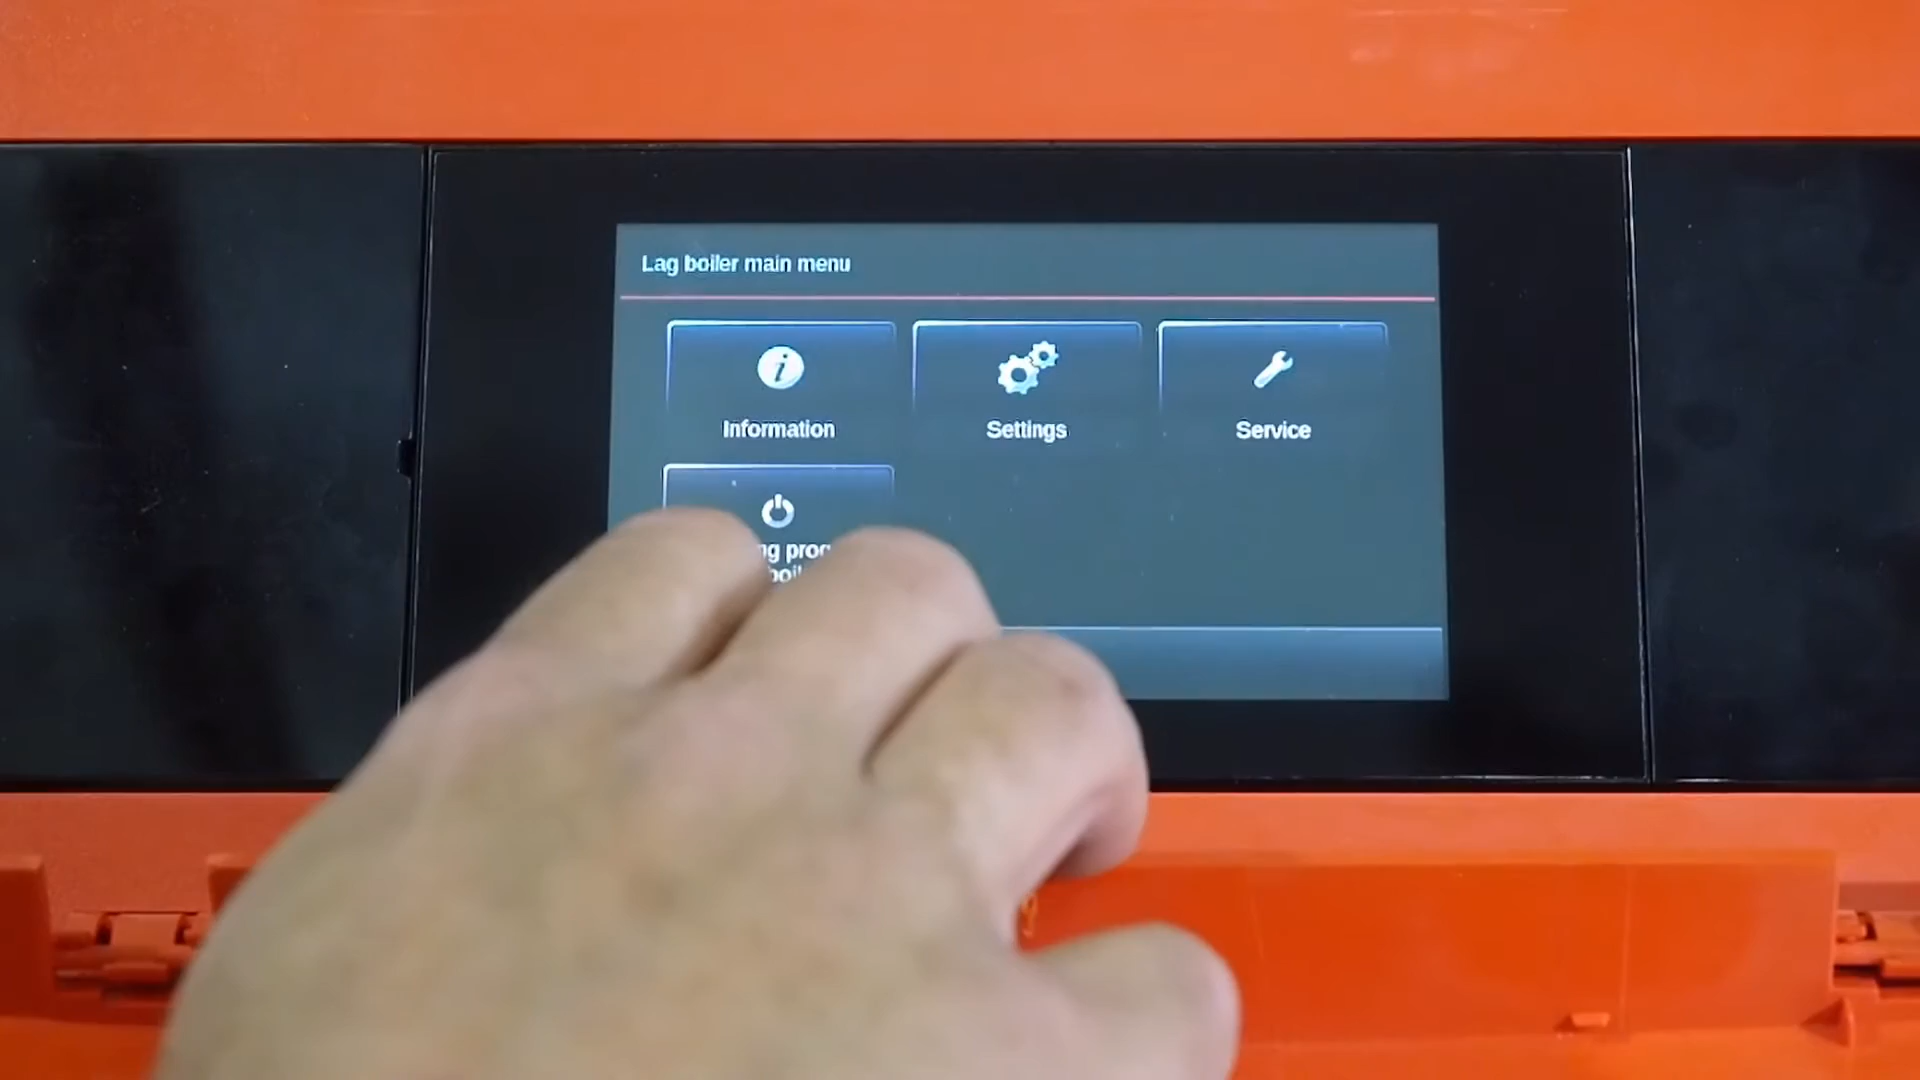 Lag boiler main menu
Information
Settings
Service